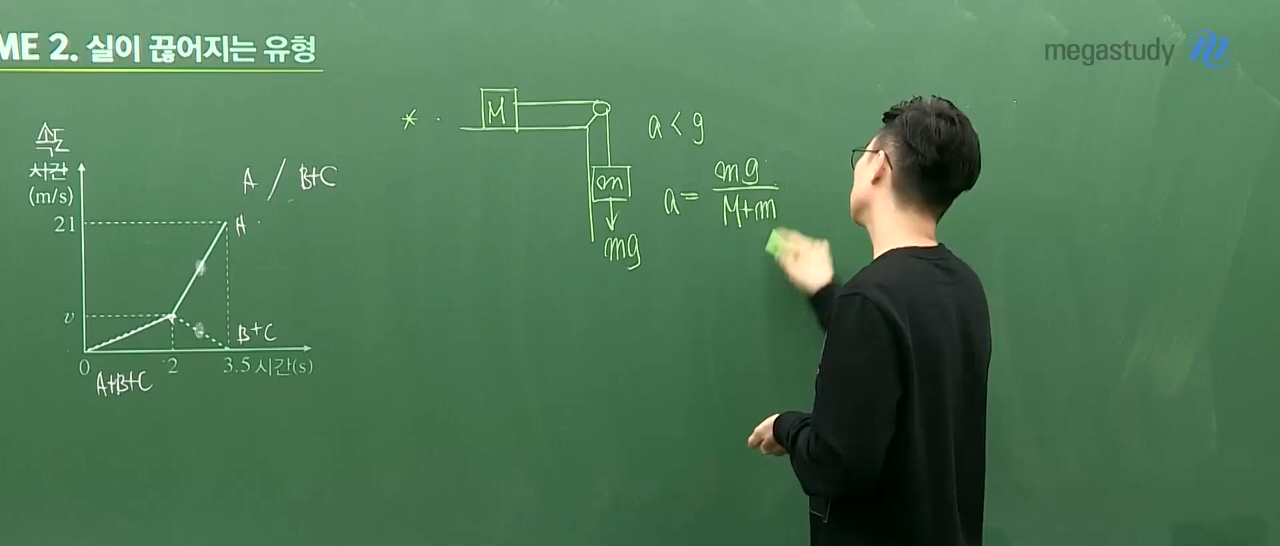 ME 2. 실이 끊어지는 유형
megastudy
속도
시간
(m/s)
21
v
0
2
3.5 시간(s)
A / B+C
A
B+C
A+B+C
*
M
m
mg
a < g
a = mg / M+m